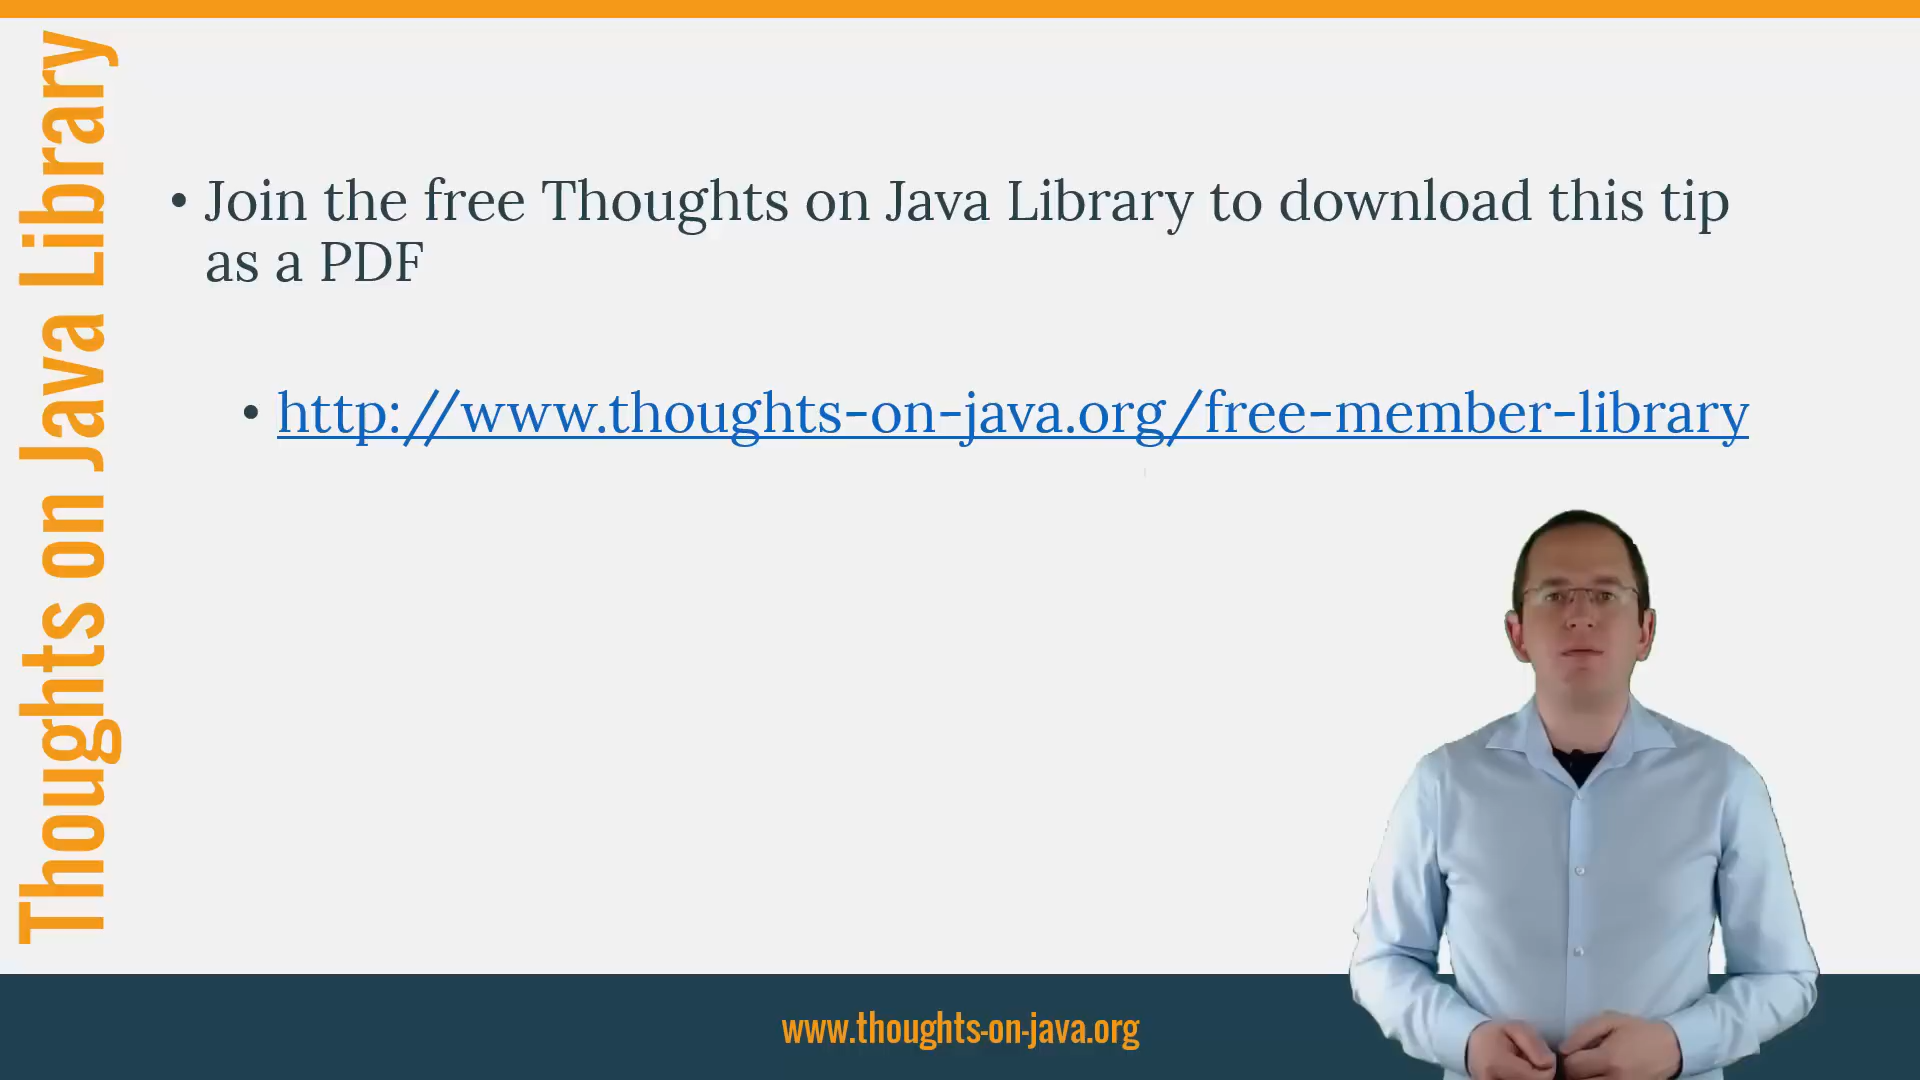 Thoughts on Java Library
• Join the free Thoughts on Java Library to download this tip
as a PDF
• http://www.thoughts-on-java.org/free-member-library
www.thoughts-on-java.org